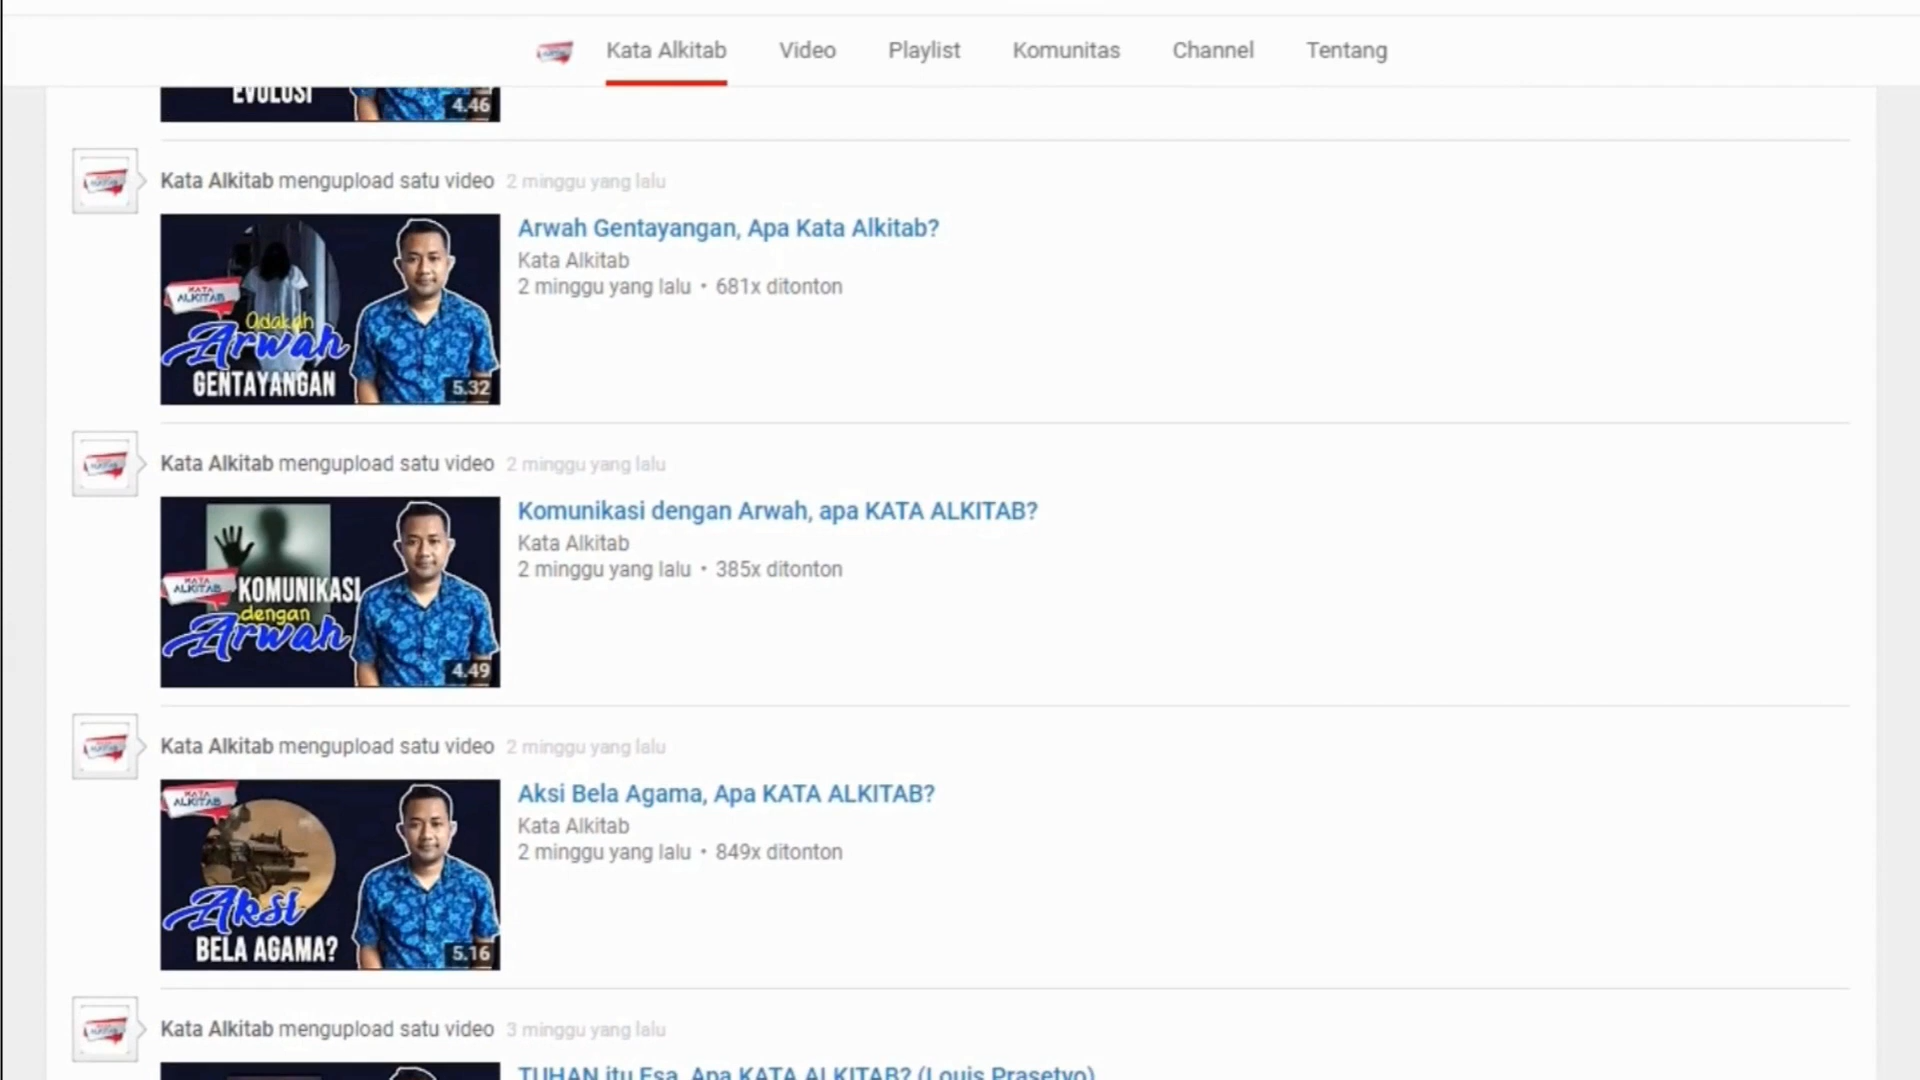 Kata Alkitab
Video
Playlist
Komunitas
Channel
Tentang
EVOLUSI
4.46
Kata Alkitab mengupload satu video 2 minggu yang lalu
KATA
ALKITAB
Adakah
Arwah
GENTAYANGAN
5.32
Arwah Gentayangan, Apa Kata Alkitab?
Kata Alkitab
2 minggu yang lalu • 681x ditonton
Kata Alkitab mengupload satu video 2 minggu yang lalu
KATA
ALKITAB
KOMUNIKASI
dengan
Arwah
4.49
Komunikasi dengan Arwah, apa KATA ALKITAB?
Kata Alkitab
2 minggu yang lalu • 385x ditonton
Kata Alkitab mengupload satu video 2 minggu yang lalu
KATA
ALKITAB
Aksi
BELA AGAMA?
5.16
Aksi Bela Agama, Apa KATA ALKITAB?
Kata Alkitab
2 minggu yang lalu • 849x ditonton
Kata Alkitab mengupload satu video 3 minggu yang lalu
TUHAN itu Esa, Apa KATA ALKITAB? (Louis Prasetyo)